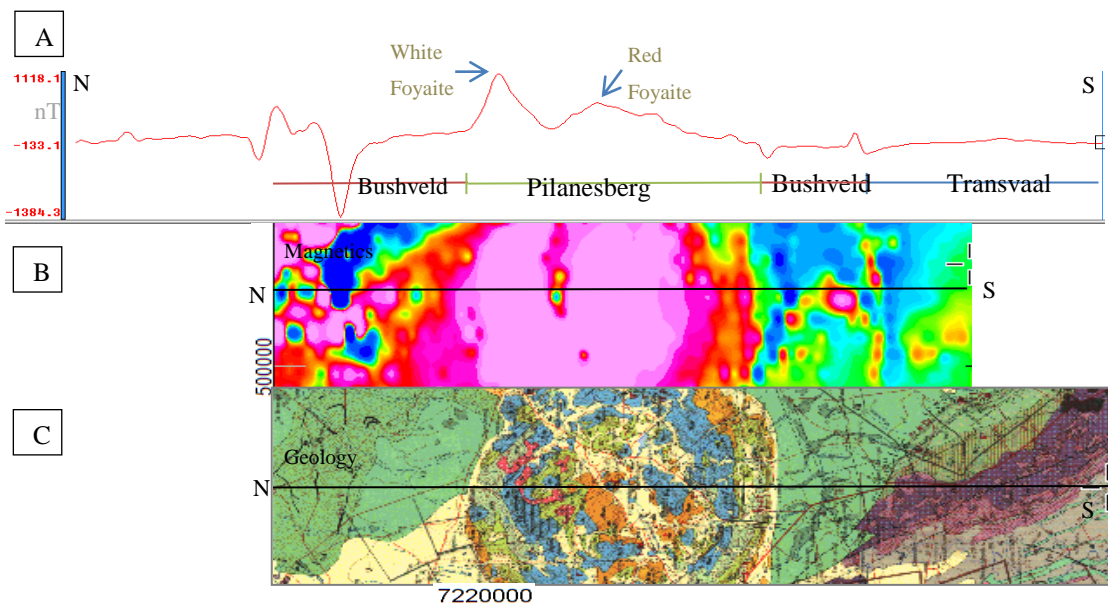 A
White
Foyaite
Red
Foyaite
1118.1
nT
-133.1
-1384.3
N
S
Bushveld
Pilanesberg
Bushveld
Transvaal
B
Magnetics
N
S
500000
C
Geology
N
S
7220000